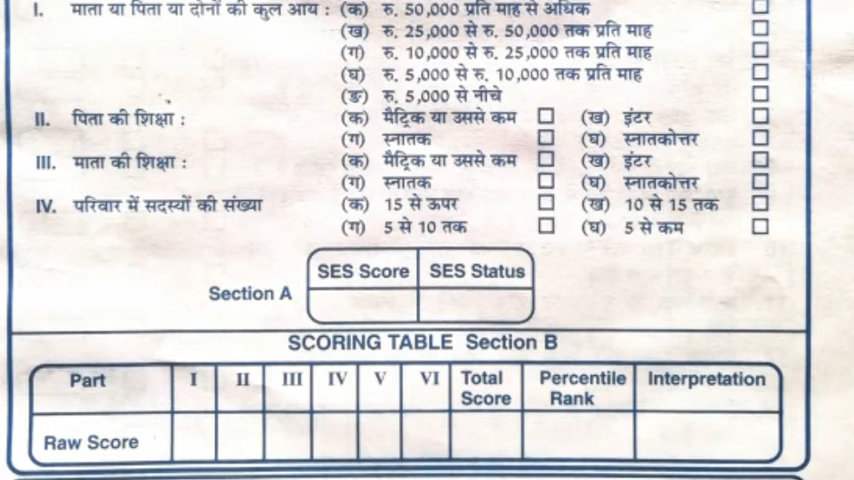 I. माता या पिता या दोनों की कुल आय : (क) रु. 50,000 प्रति माह से अधिक
(ख) रु. 25,000 से रु. 50,000 तक प्रति माह
(ग) रु. 10,000 से रु. 25,000 तक प्रति माह
(घ) रु. 5,000 से रु. 10,000 तक प्रति माह
(ङ) रु. 5,000 से नीचे
II. पिता की शिक्षा : (क) मैट्रिक या उससे कम (ख) इंटर
(ग) स्नातक (घ) स्नातकोत्तर
III. माता की शिक्षा : (क) मैट्रिक या उससे कम (ख) इंटर
(ग) स्नातक (घ) स्नातकोत्तर
IV. परिवार में सदस्यों की संख्या (क) 15 से ऊपर (ख) 10 से 15 तक
(ग) 5 से 10 तक (घ) 5 से कम
SES Score SES Status
Section A
SCORING TABLE Section B
Part I II III IV V VI Total Score Percentile Rank Interpretation
Raw Score